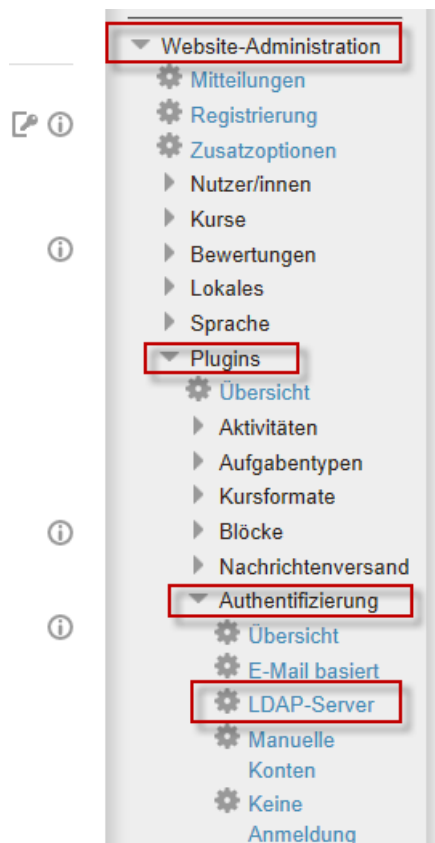 Website-Administration
Mitteilungen
Registrierung
Zusatzoptionen
Nutzer/innen
Kurse
Bewertungen
Lokales
Sprache
Plugins
Übersicht
Aktivitäten
Aufgabentypen
Kursformate
Blöcke
Nachrichtenversand
Authentifizierung
Übersicht
E-Mail basiert
LDAP-Server
Manuelle
Konten
Keine
Anmeldung